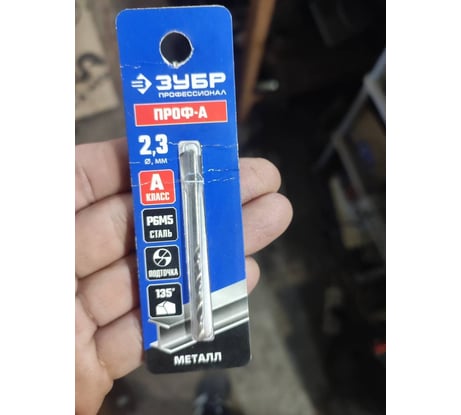 ЗУБР
ПРОФЕССИОНАЛ
ПРОФ-А
2,3
Ø, ММ
А
КЛАСС
Р6М5
СТАЛЬ
ПОДТОЧКА
135°
МЕТАЛЛ